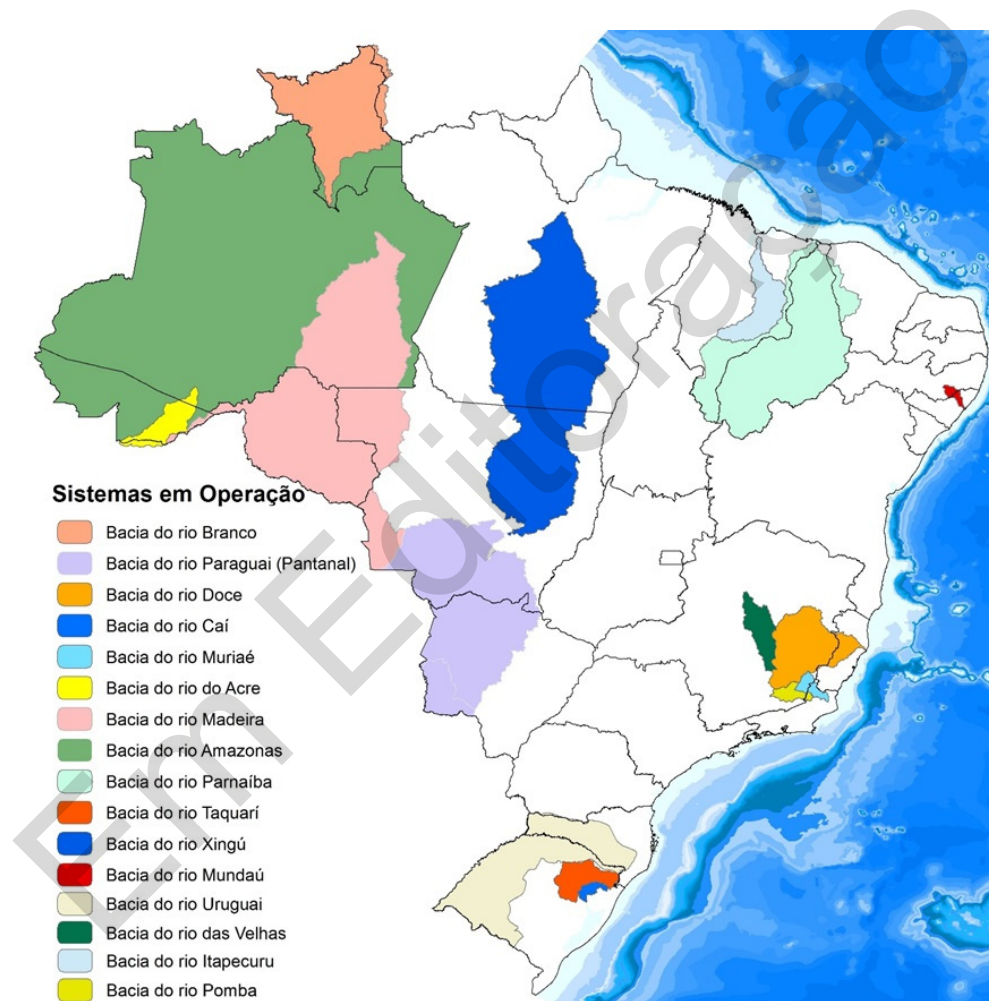 Em Editoração
Sistemas em Operação
Bacia do rio Branco
Bacia do rio Paraguai (Pantanal)
Bacia do rio Doce
Bacia do rio Caí
Bacia do rio Muriaé
Bacia do rio do Acre
Bacia do rio Madeira
Bacia do rio Amazonas
Bacia do rio Parnaíba
Bacia do rio Taquarí
Bacia do rio Xingú
Bacia do rio Mundaú
Bacia do rio Uruguai
Bacia do rio das Velhas
Bacia do rio Itapecuru
Bacia do rio Pomba